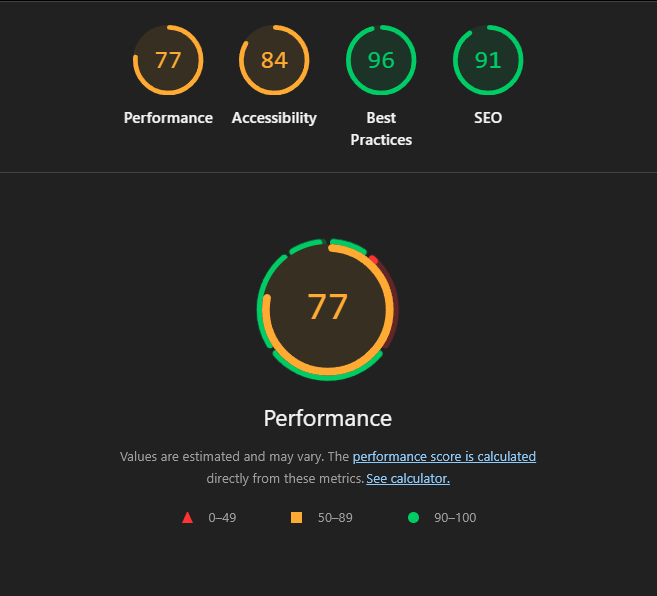 77
84
96
91
Performance
Accessibility
Best
Practices
SEO
77
Performance
Values are estimated and may vary. The performance score is calculated
directly from these metrics. See calculator.
0–49
50–89
90–100